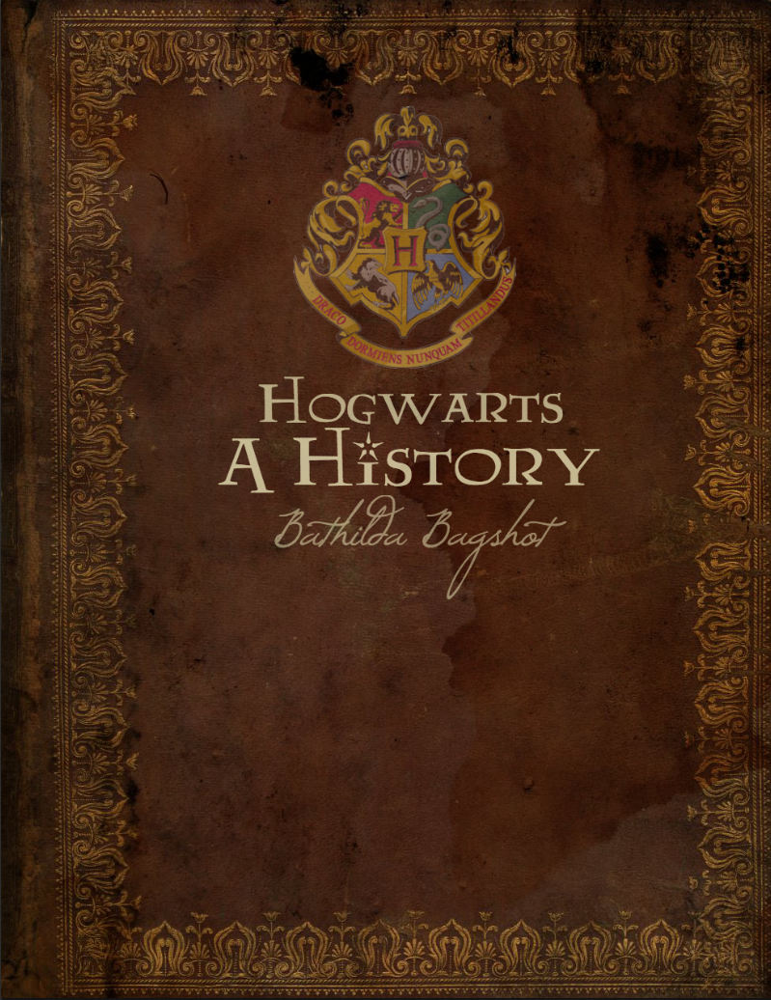 H
DRACO DORMIENS NUNQUAM TITILLANDUS
HOGWARTS
A HISTORY
Bathilda Bagshot